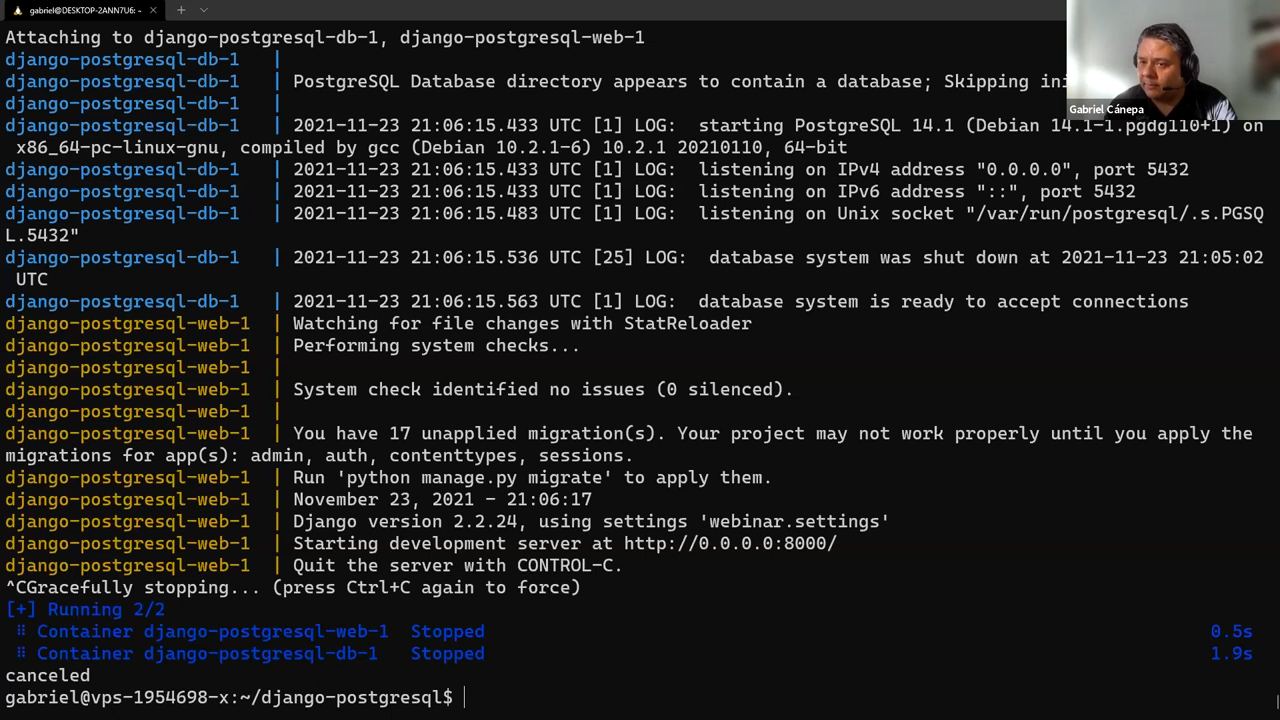 gabriel@DESKTOP-2ANN7U6: ~
Attaching to django-postgresql-db-1, django-postgresql-web-1
django-postgresql-db-1   |
django-postgresql-db-1   | PostgreSQL Database directory appears to contain a database; Skipping
Gabriel Cánepa
django-postgresql-db-1   |
django-postgresql-db-1   | 2021-11-23 21:06:15.433 UTC [1] LOG:  starting PostgreSQL 14.1 (Debian 14.1-1.pgdg110+1) on
x86_64-pc-linux-gnu, compiled by gcc (Debian 10.2.1-6) 10.2.1 20210110, 64-bit
django-postgresql-db-1   | 2021-11-23 21:06:15.433 UTC [1] LOG:  listening on IPv4 address "0.0.0.0", port 5432
django-postgresql-db-1   | 2021-11-23 21:06:15.433 UTC [1] LOG:  listening on IPv6 address "::", port 5432
django-postgresql-db-1   | 2021-11-23 21:06:15.483 UTC [1] LOG:  listening on Unix socket "/var/run/postgresql/.s.PGSQ
L.5432"
django-postgresql-db-1   | 2021-11-23 21:06:15.536 UTC [25] LOG:  database system was shut down at 2021-11-23 21:05:02
UTC
django-postgresql-db-1   | 2021-11-23 21:06:15.563 UTC [1] LOG:  database system is ready to accept connections
django-postgresql-web-1  | Watching for file changes with StatReloader
django-postgresql-web-1  | Performing system checks...
django-postgresql-web-1  |
django-postgresql-web-1  | System check identified no issues (0 silenced).
django-postgresql-web-1  |
django-postgresql-web-1  | You have 17 unapplied migration(s). Your project may not work properly until you apply the
migrations for app(s): admin, auth, contenttypes, sessions.
django-postgresql-web-1  | Run 'python manage.py migrate' to apply them.
django-postgresql-web-1  | November 23, 2021 - 21:06:17
django-postgresql-web-1  | Django version 2.2.24, using settings 'webinar.settings'
django-postgresql-web-1  | Starting development server at http://0.0.0.0:8000/
django-postgresql-web-1  | Quit the server with CONTROL-C.
^CGracefully stopping... (press Ctrl+C again to force)
[+] Running 2/2
⠿ Container django-postgresql-web-1  Stopped 0.5s
⠿ Container django-postgresql-db-1   Stopped 1.9s
canceled
gabriel@vps-1954698-x:~/django-postgresql$